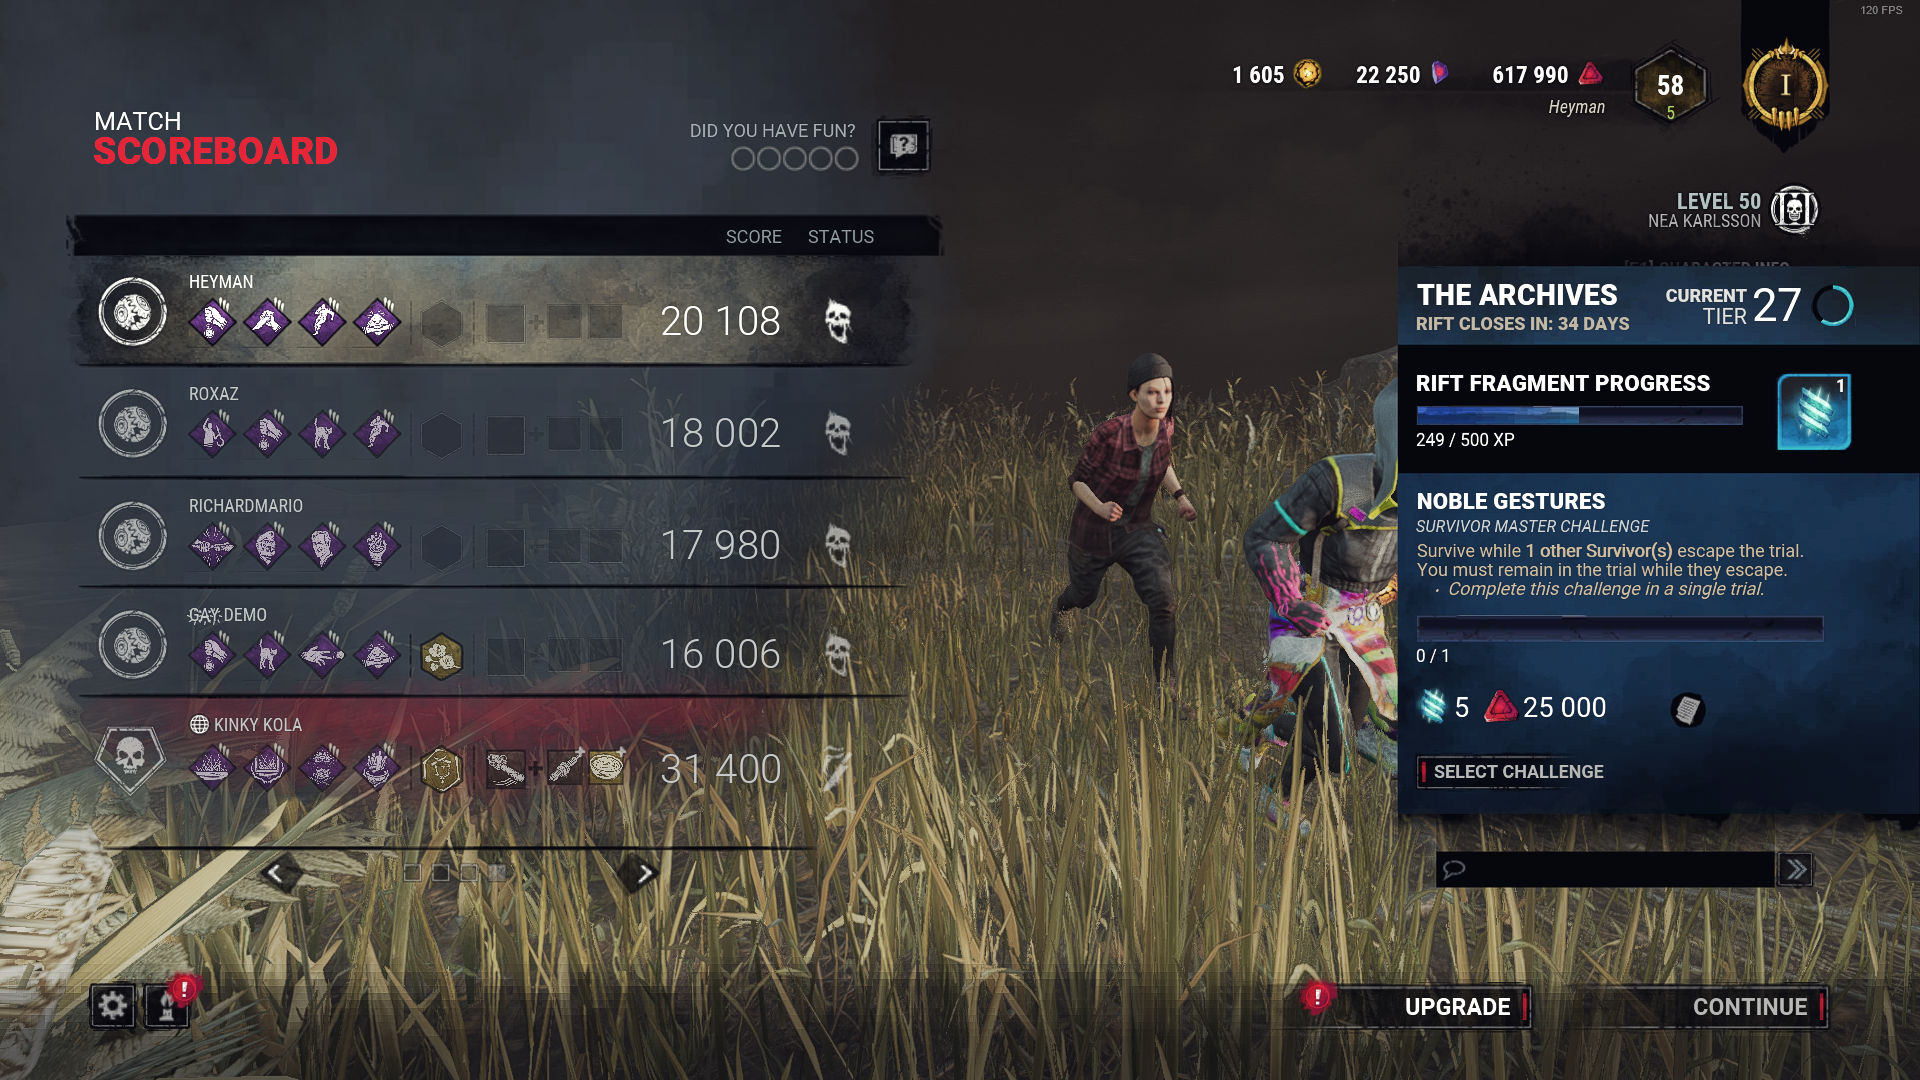 120 FPS
1 605
22 250
617 990
Heyman
58
5
I
MATCH
SCOREBOARD
DID YOU HAVE FUN?
LEVEL 50
NEA KARLSSON
SCORE STATUS
HEYMAN
20 108
ROXAZ
18 002
RICHARDMARIO
17 980
GAY DEMO
16 006
KINKY KOLA
31 400
THE ARCHIVES
RIFT CLOSES IN: 34 DAYS
CURRENT
TIER 27
RIFT FRAGMENT PROGRESS
1
249 / 500 XP
NOBLE GESTURES
SURVIVOR MASTER CHALLENGE
Survive while 1 other Survivor(s) escape the trial.
You must remain in the trial while they escape.
• Complete this challenge in a single trial.
0 / 1
5 25 000
SELECT CHALLENGE
UPGRADE
CONTINUE